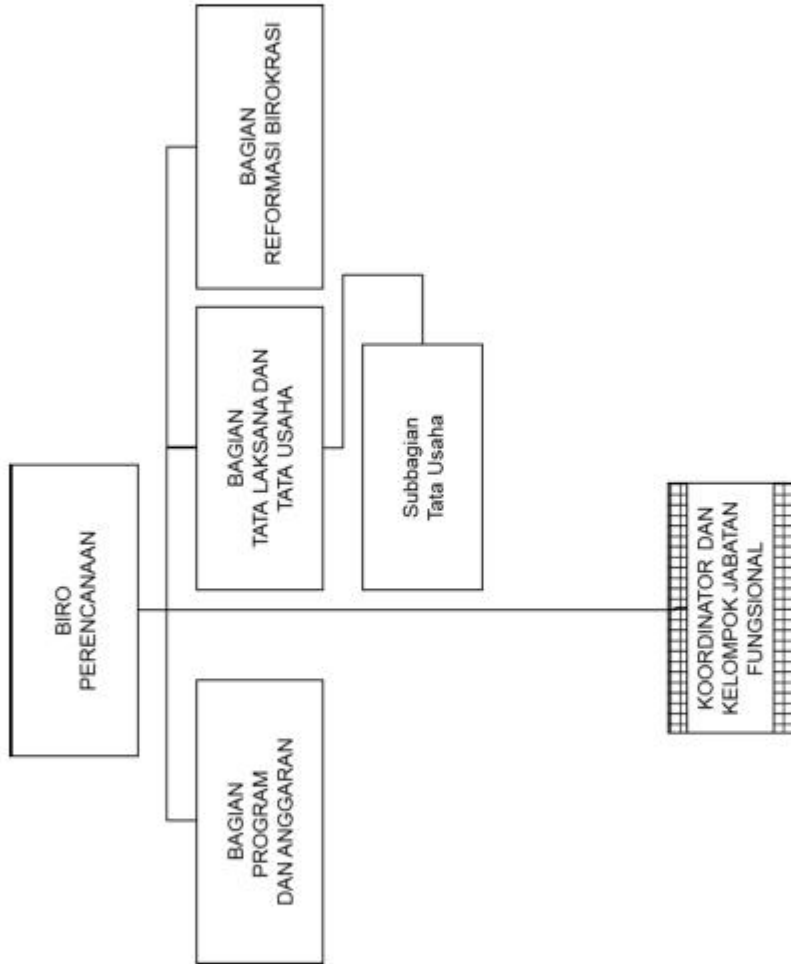 BIRO
PERENCANAAN
BAGIAN
PROGRAM
DAN ANGGARAN
BAGIAN
TATA LAKSANA DAN
TATA USAHA
BAGIAN
REFORMASI BIROKRASI
Subbagian
Tata Usaha
KOORDINATOR DAN
KELOMPOK JABATAN
FUNGSIONAL